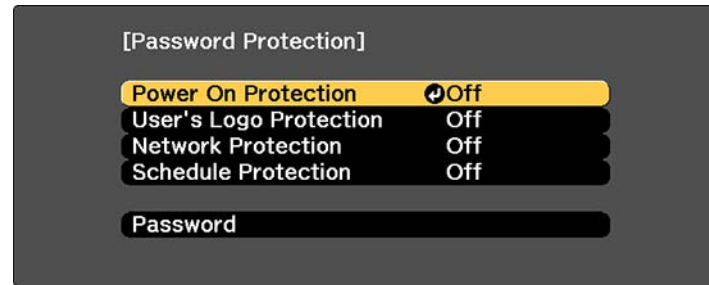 [Password Protection]
Power On Protection Off
User's Logo Protection Off
Network Protection Off
Schedule Protection Off
Password